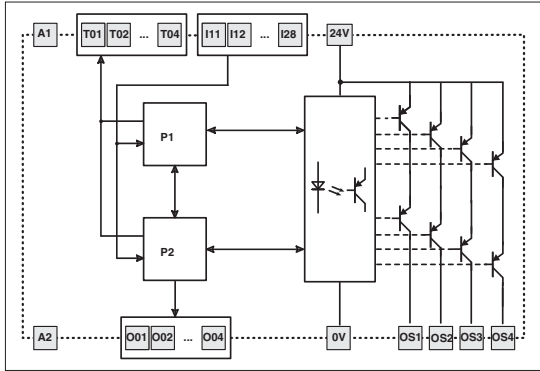 A1 T01 T02 ... T04 I11 I12 ... I28 24V
P1
P2
A2 O01 O02 ... O04 0V OS1 OS2 OS3 OS4